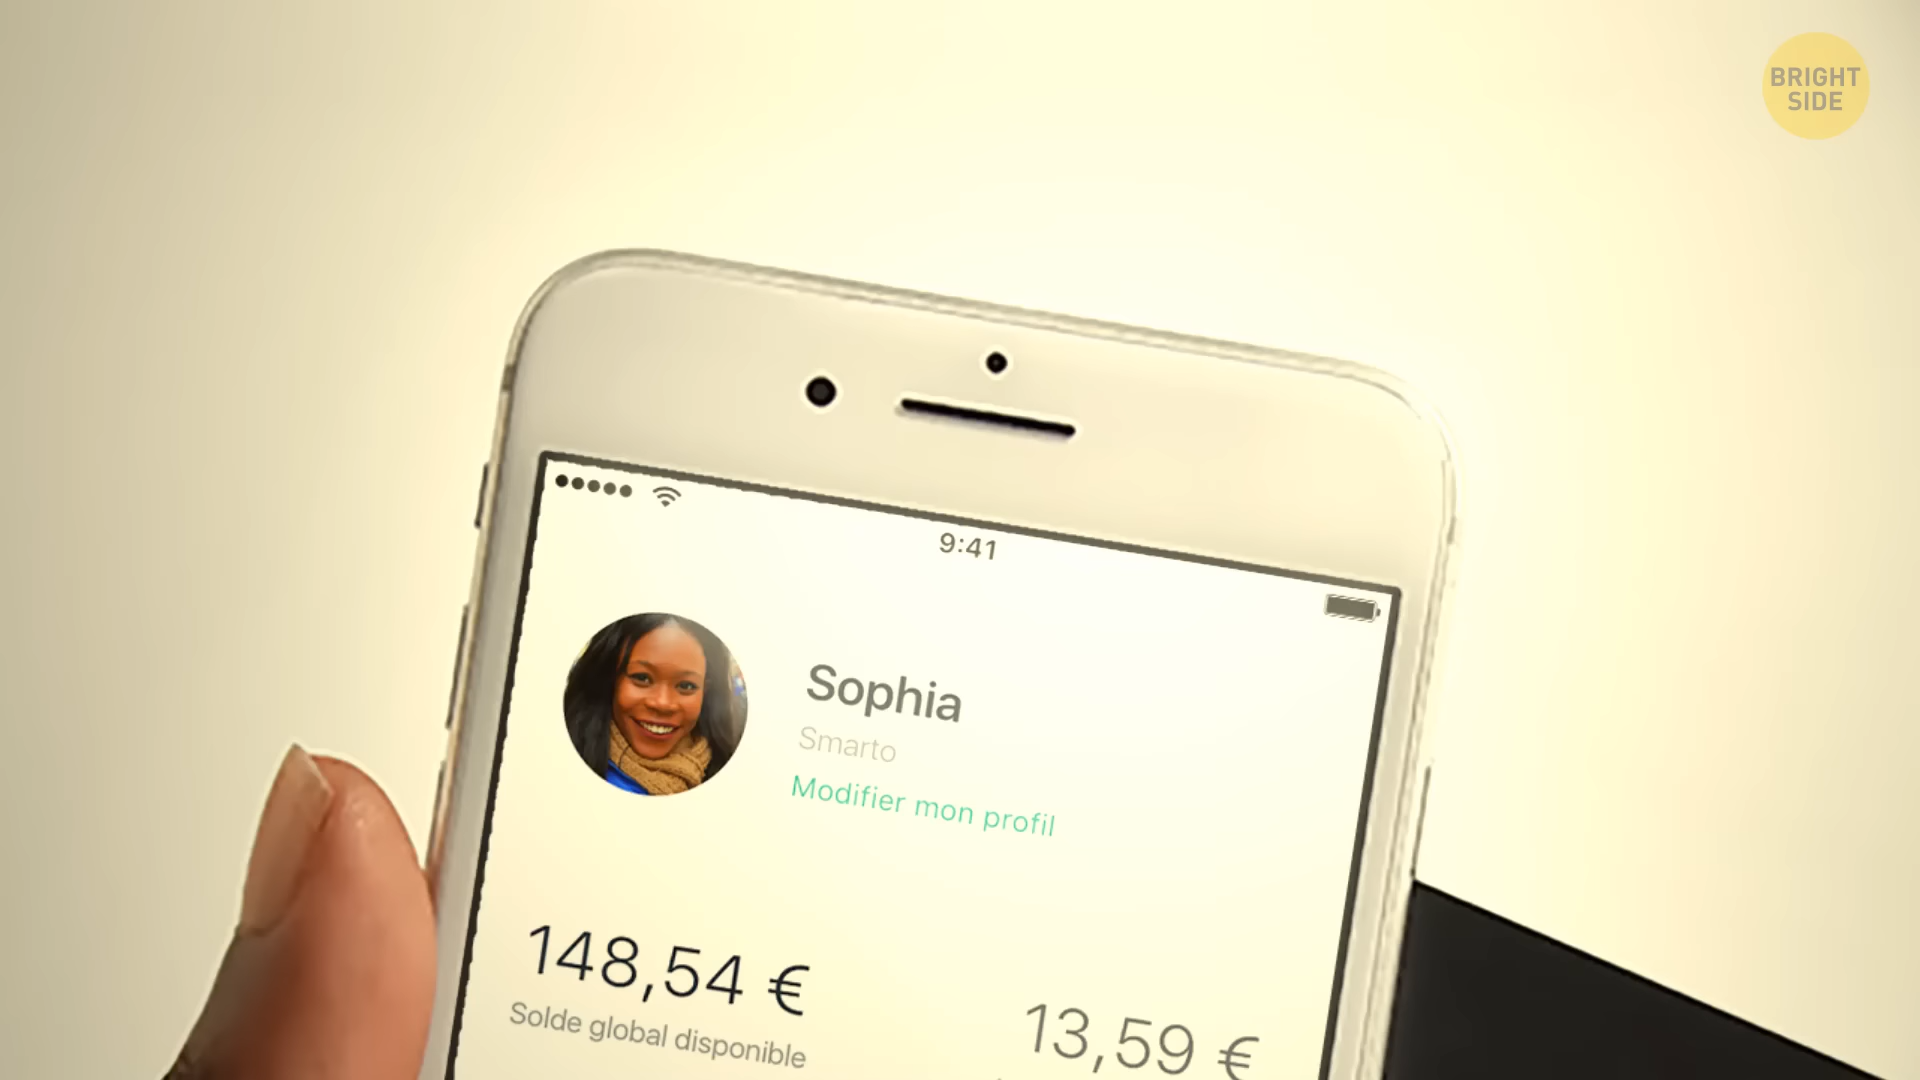 BRIGHT
SIDE
9:41
Sophia
Smarto
Modifier mon profil
148,54 €
Solde global disponible
13,59 €